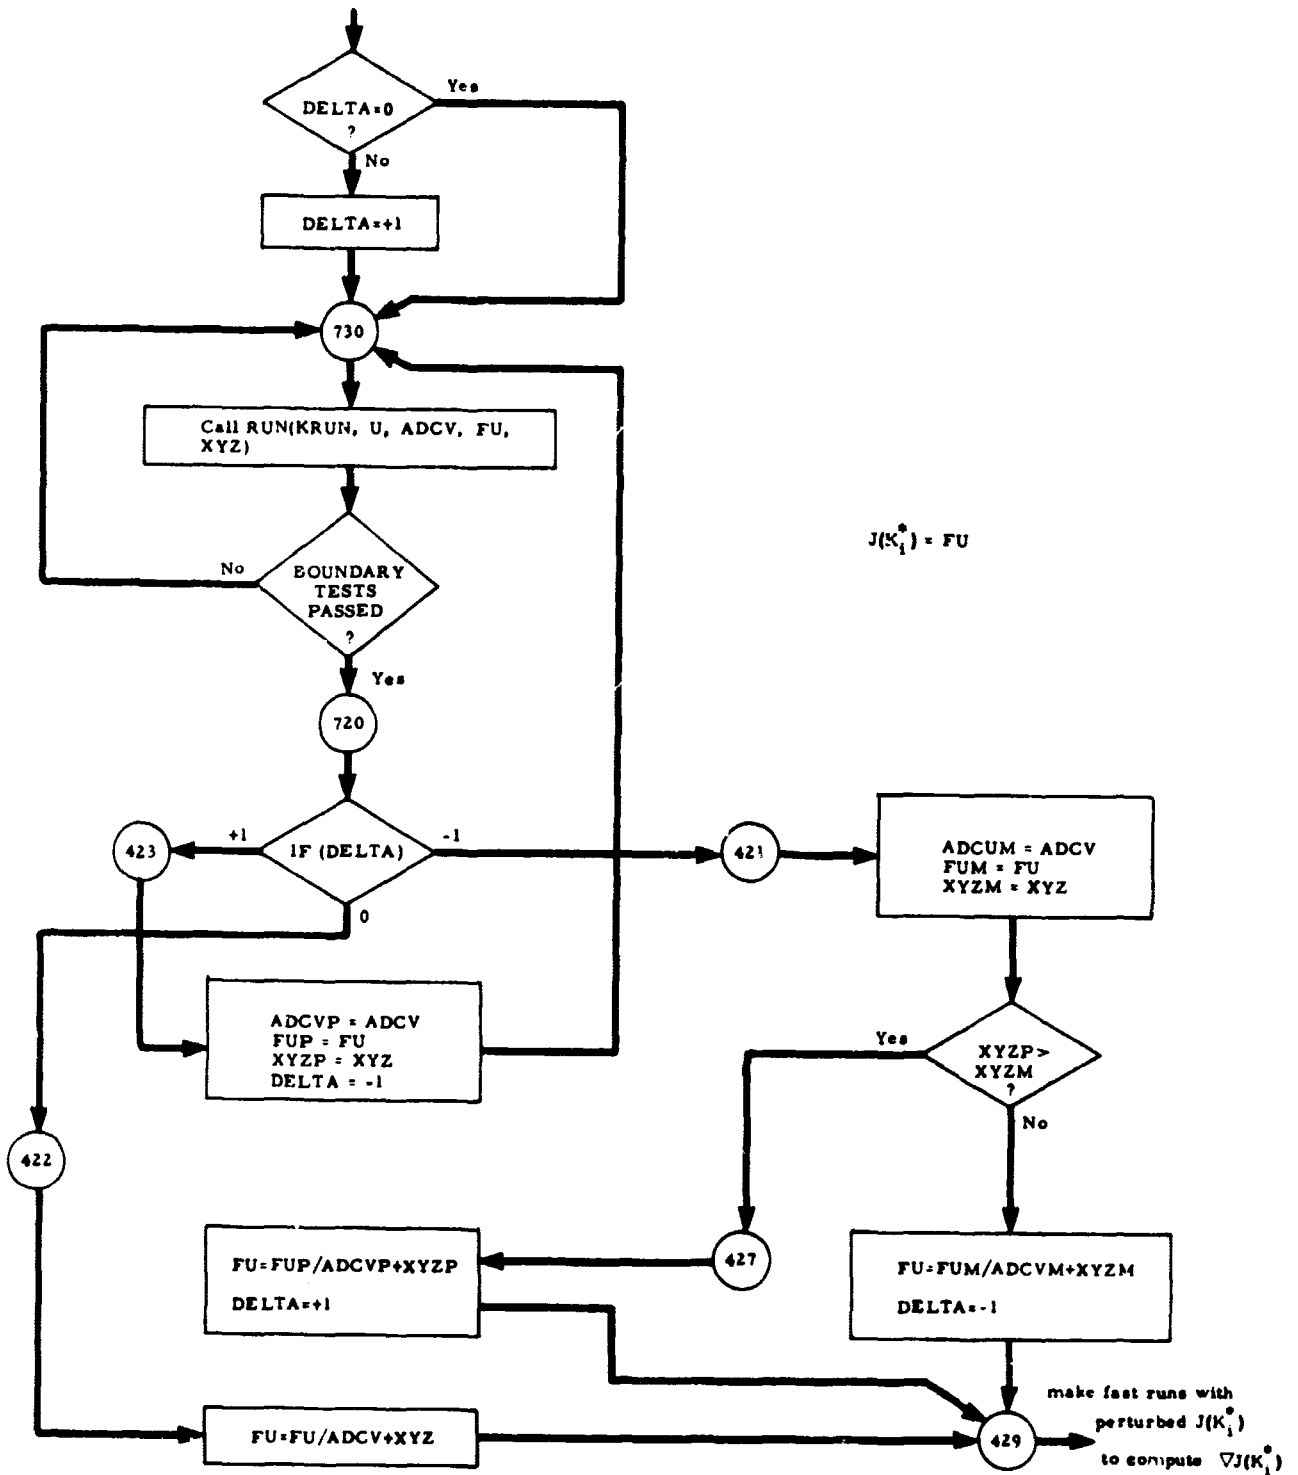 Yes
DELTA=0
?
No
DELTA=+1
730
Call RUN(KRUN, U, ADCV, FU,
XYZ)
J(K*i) = FU
No
BOUNDARY
TESTS
PASSED
?
Yes
720
+1
IF (DELTA)
-1
0
423
421
ADCUM = ADCV
FUM = FU
XYZM = XYZ
ADCVP = ADCV
FUP = FU
XYZP = XYZ
DELTA = -1
Yes
XYZP>
XYZM
?
No
422
427
FU=FUP/ADCVP+XYZP
DELTA=+1
FU=FUM/ADCVM+XYZM
DELTA=-1
FU=FU/ADCV+XYZ
429
make fast runs with
perturbed J(K*i)
to compute ∇J(K*i)